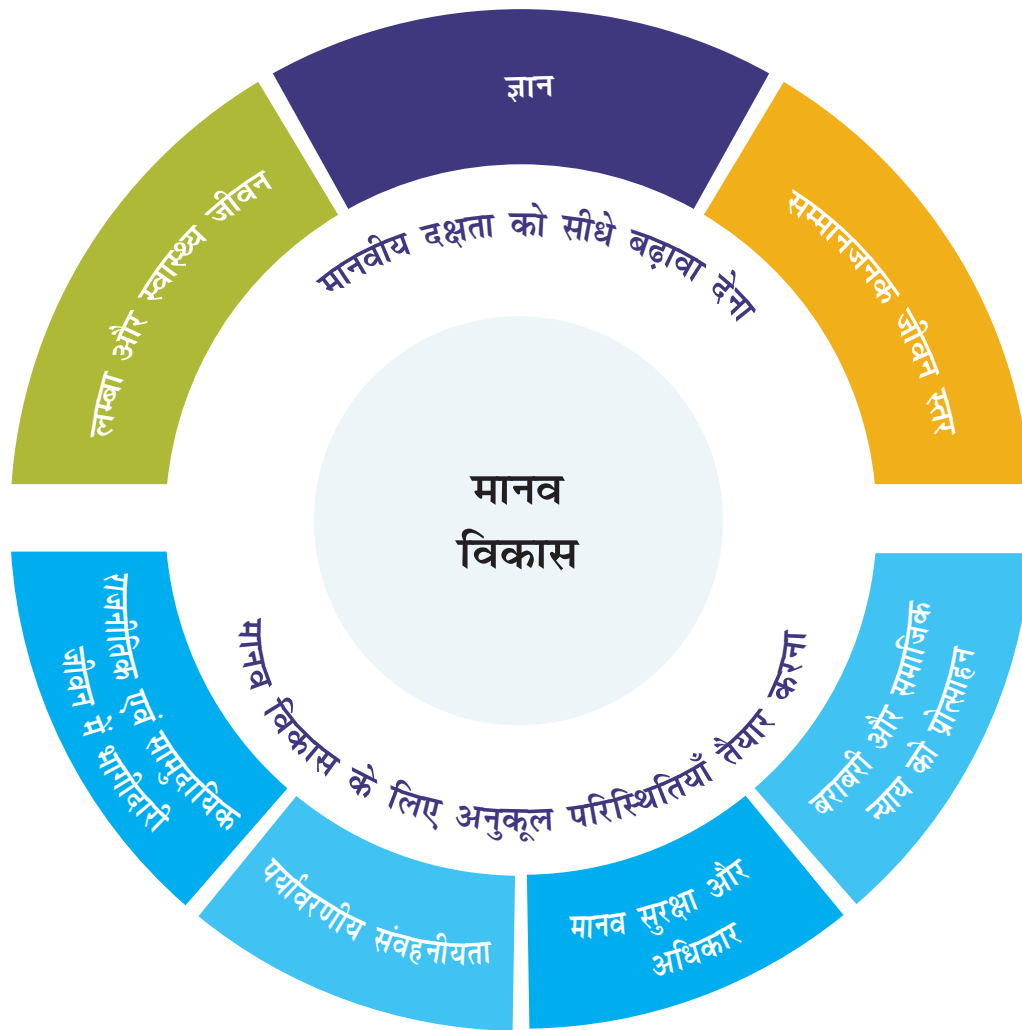 ज्ञान
लम्बा और स्वास्थ्य जीवन
सम्मानजनक जीवन स्तर
मानवीय दक्षता को सीधे बढ़ावा देना
मानव
विकास
मानव विकास के लिए अनुकूल परिस्थितियाँ तैयार करना
राजनीतिक एवं सामुदायिक
जीवन में भागीदारी
पर्यावरणीय संवहनीयता
मानव सुरक्षा और
अधिकार
बराबरी और समाजिक
न्याय को प्रोत्साहन